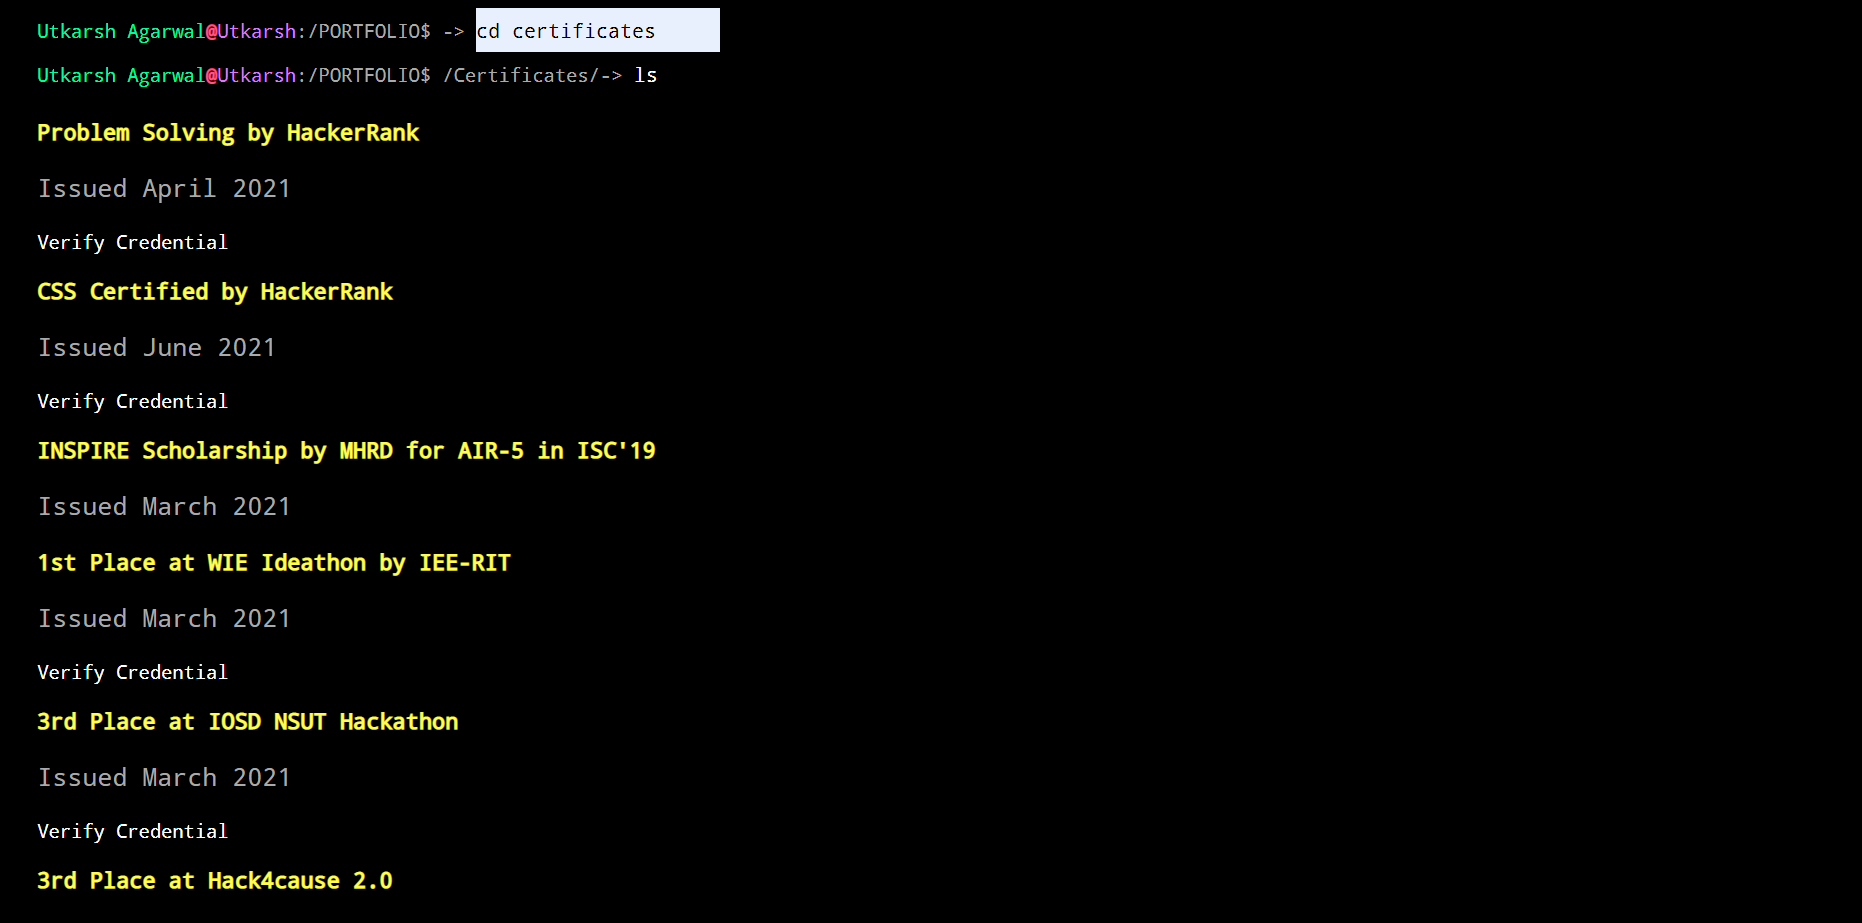 Utkarsh Agarwal@Utkarsh:/PORTFOLIO$ -> cd certificates
Utkarsh Agarwal@Utkarsh:/PORTFOLIO$ /Certificates/-> ls
Problem Solving by HackerRank
Issued April 2021
Verify Credential
CSS Certified by HackerRank
Issued June 2021
Verify Credential
INSPIRE Scholarship by MHRD for AIR-5 in ISC'19
Issued March 2021
1st Place at WIE Ideathon by IEE-RIT
Issued March 2021
Verify Credential
3rd Place at IOSD NSUT Hackathon
Issued March 2021
Verify Credential
3rd Place at Hack4cause 2.0